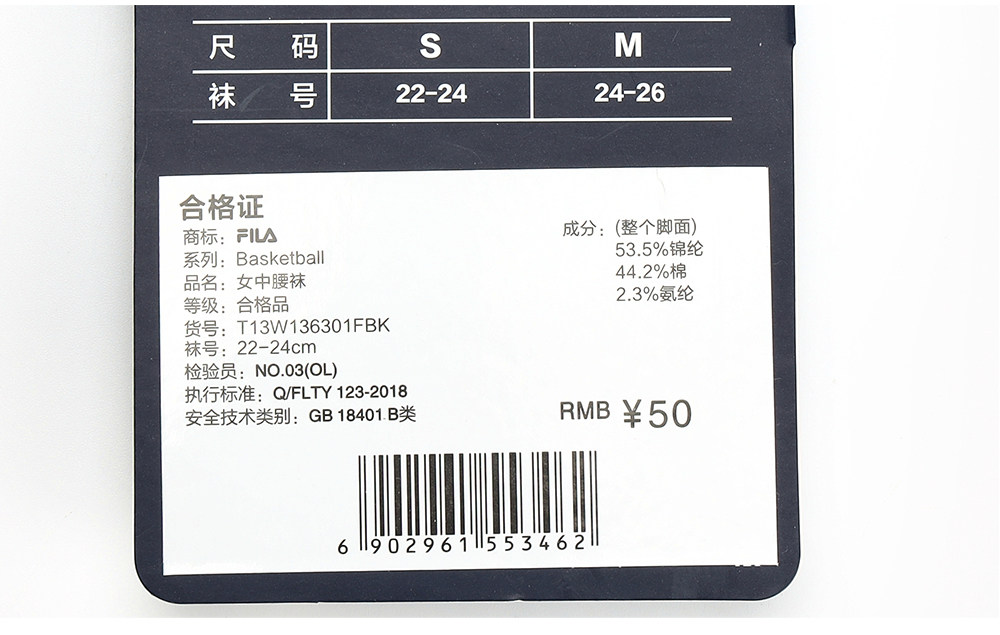 尺 码 S M
袜 号 22-24 24-26
合格证
商标：FILA
系列：Basketball
品名：女中腰袜
等级：合格品
货号：T13W136301FBK
袜号：22-24cm
检验员：NO.03(OL)
执行标准：Q/FLTY 123-2018
安全技术类别：GB 18401 B类
成分：(整个脚面)
53.5%锦纶
44.2%棉
2.3%氨纶
RMB ¥50
6 902961 553462